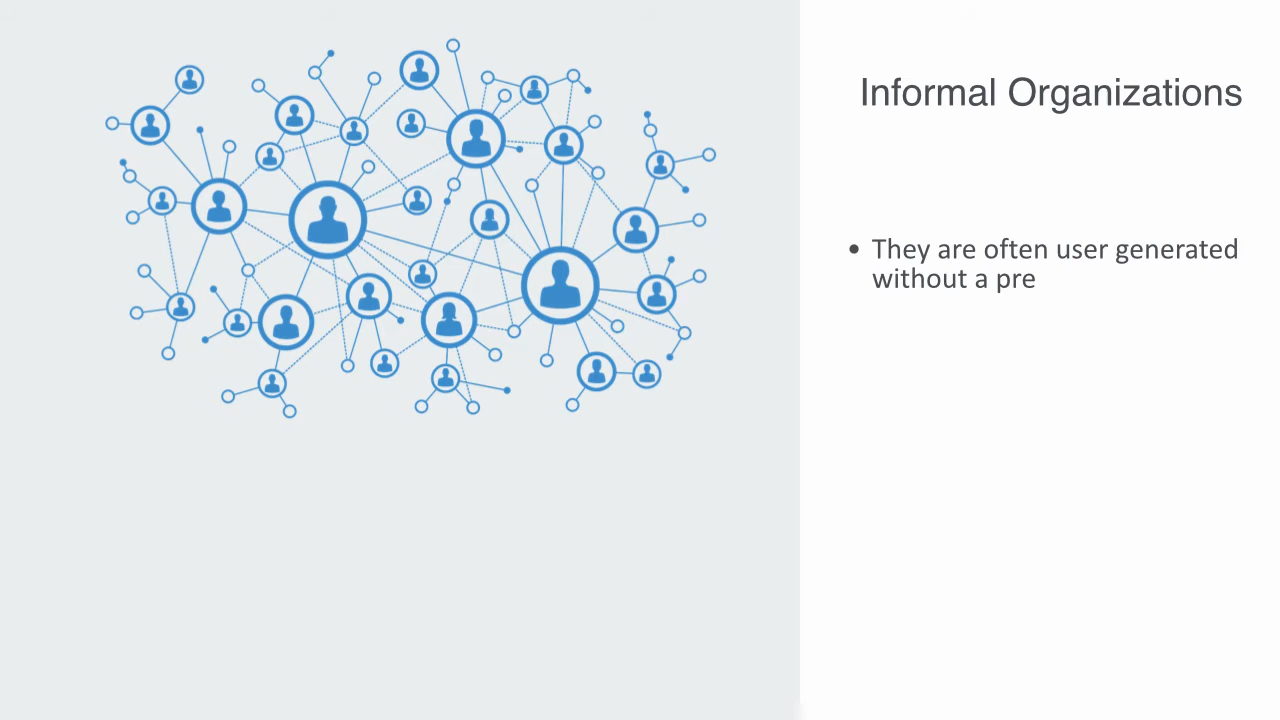 Informal Organizations
• They are often user generated
without a pre